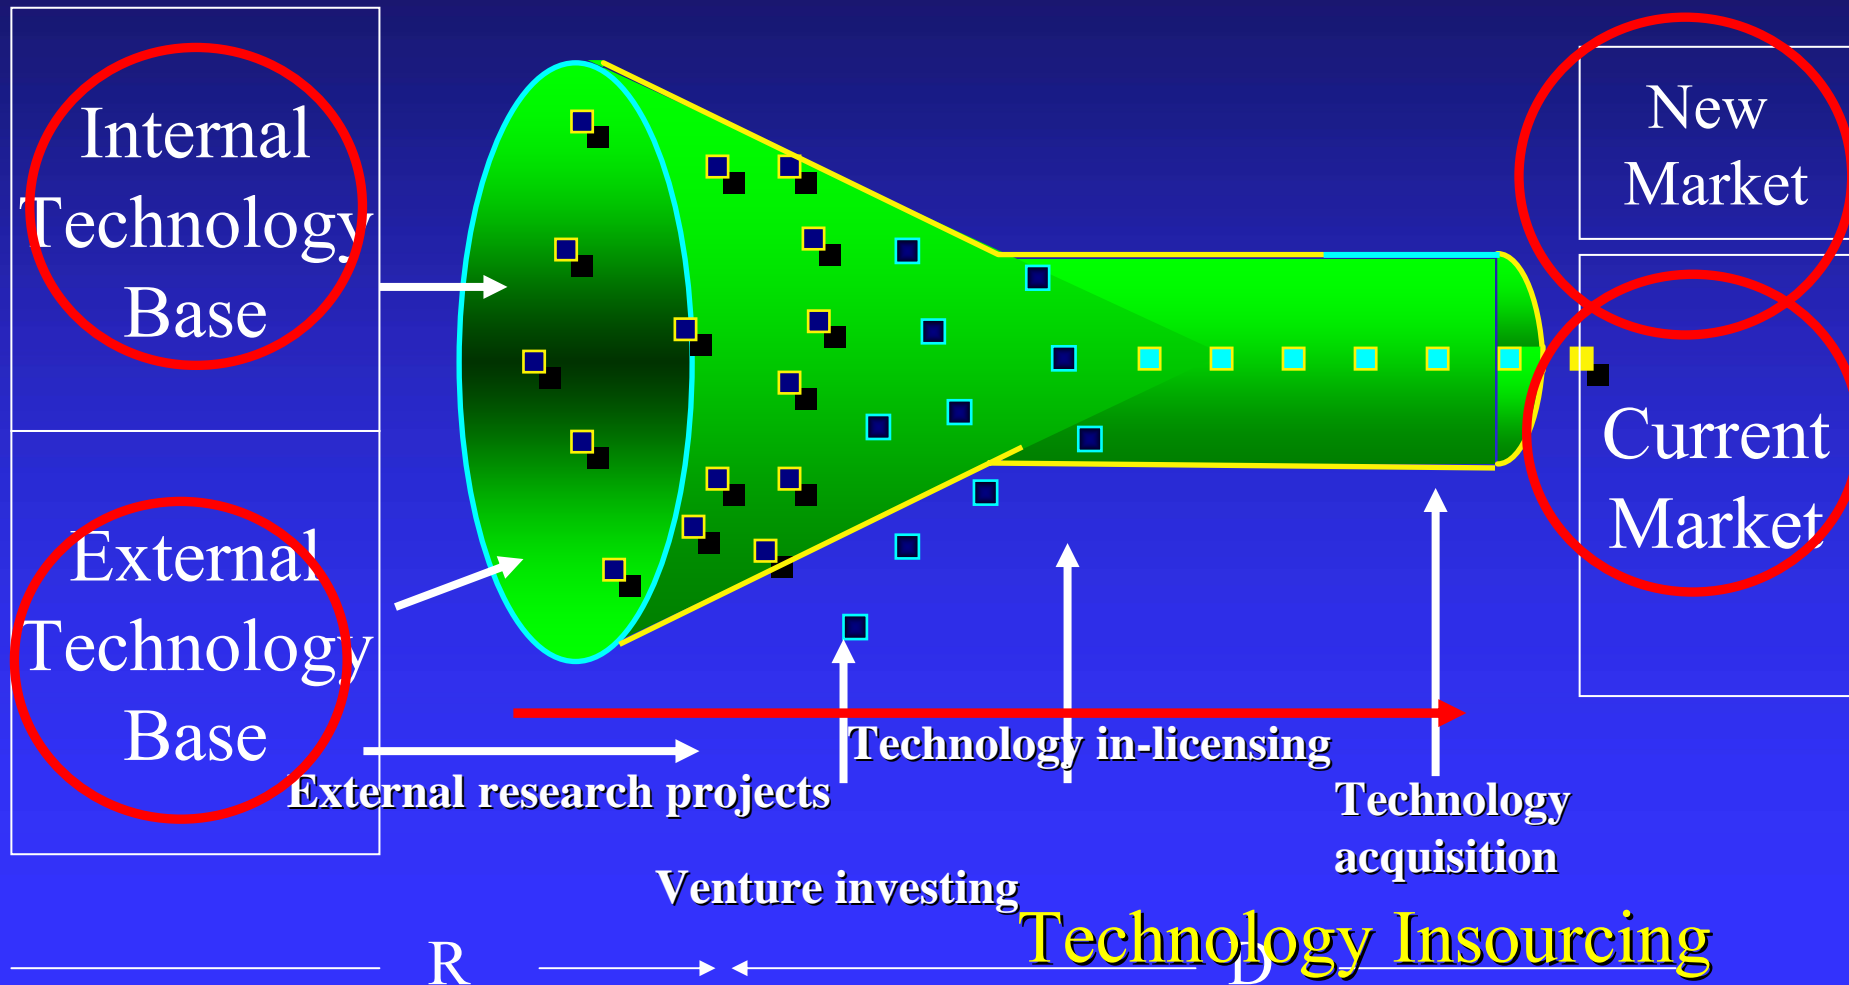 Internal
Technology
Base
External
Technology
Base
New
Market
Current
Market
Technology in-licensing
External research projects
Technology
acquisition
Venture investing
Technology Insourcing
R
D